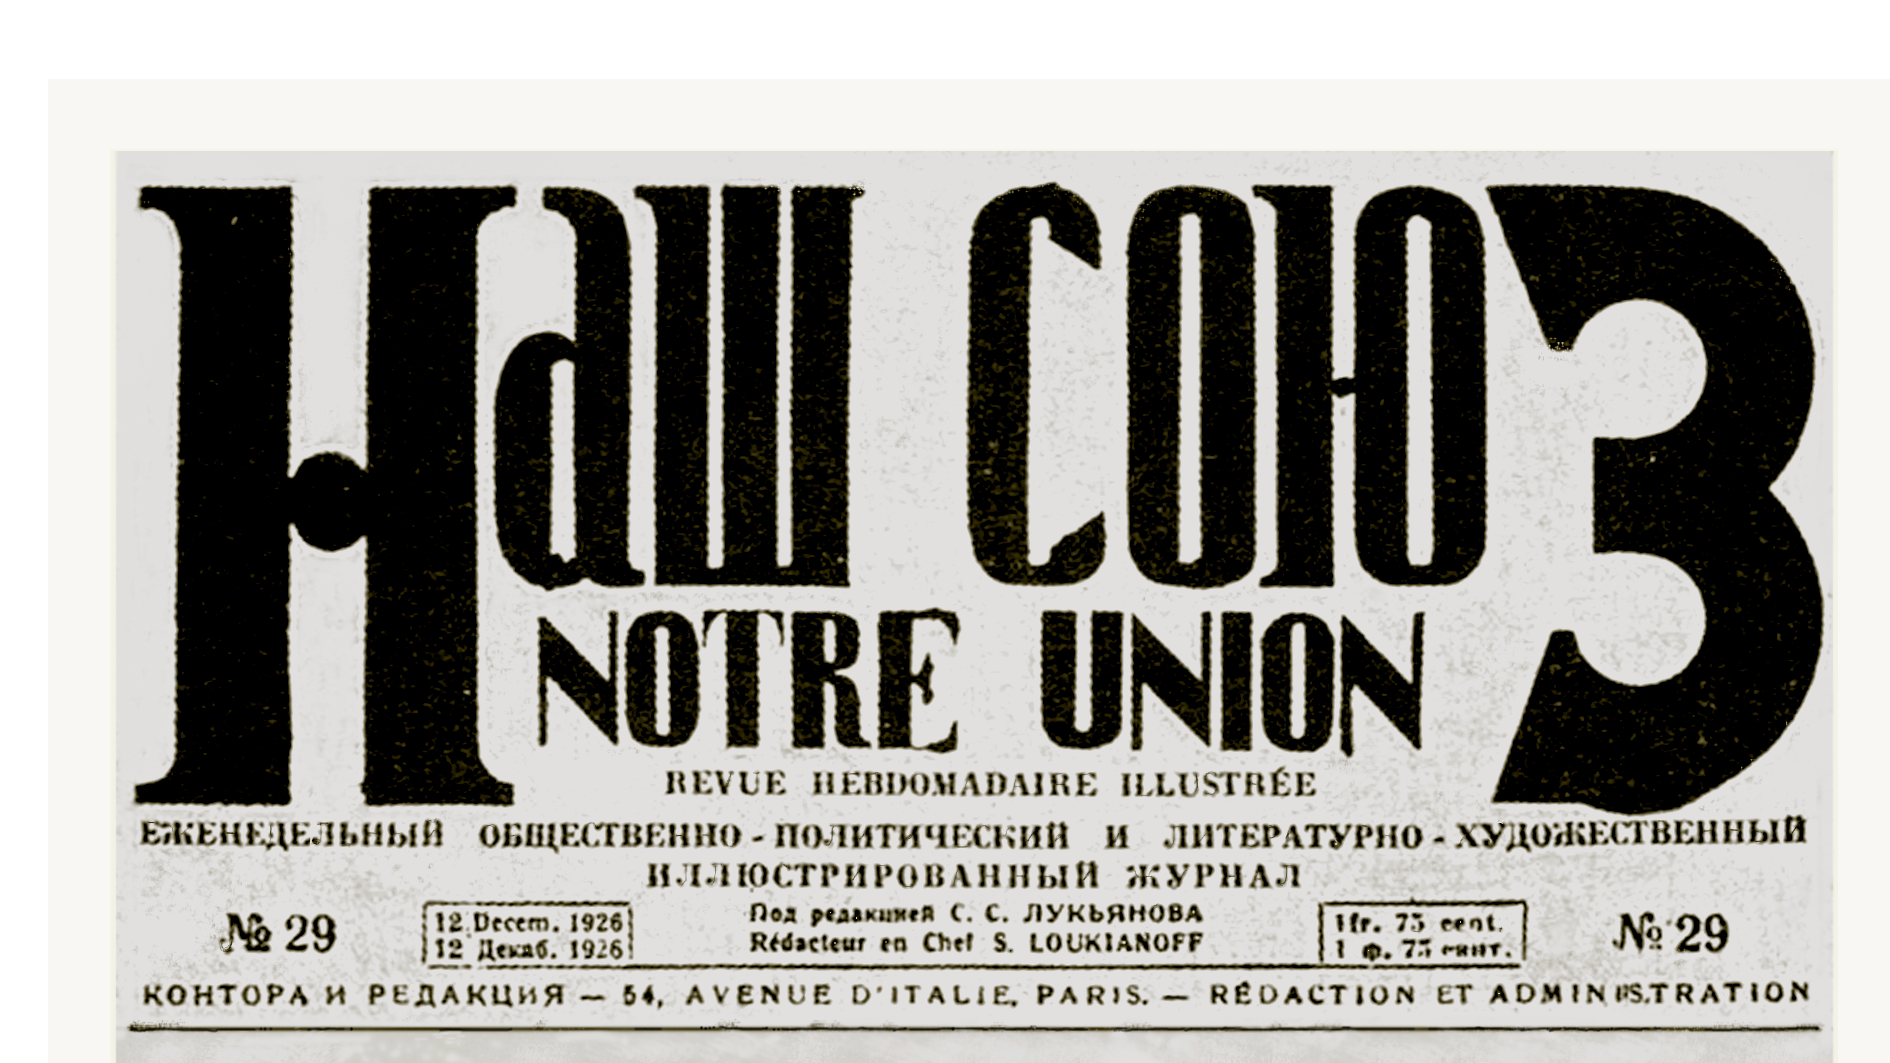 Наш Союз
NOTRE UNION
REVUE HEBDOMADAIRE ILLUSTRÉE
ЕЖЕНЕДЕЛЬНЫЙ ОБЩЕСТВЕННО-ПОЛИТИЧЕСКИЙ И ЛИТЕРАТУРНО-ХУДОЖЕСТВЕННЫЙ
ИЛЛЮСТРИРОВАННЫЙ ЖУРНАЛ
№ 29
12 Decem. 1926
12 Декаб. 1926
Под редакцией С. С. ЛУКЬЯНОВА
Rédacteur en Chef S. LOUKIANOFF
1 fr. 75 cent.
1 ф. 75 сант.
№ 29
КОНТОРА И РЕДАКЦИЯ — 54, AVENUE D'ITALIE, PARIS. — RÉDACTION ET ADMINISTRATION